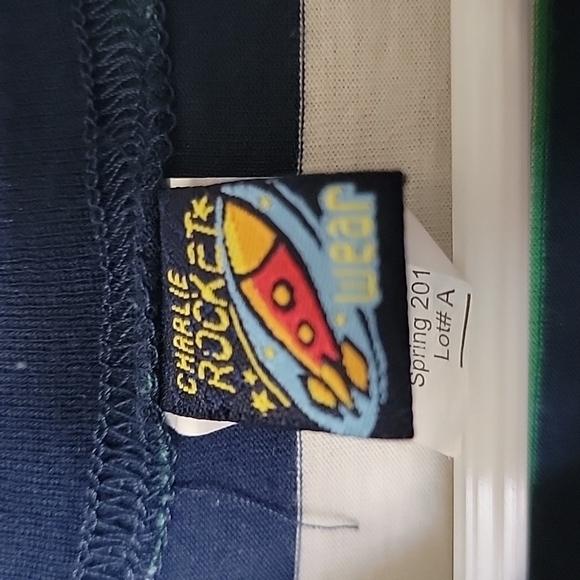 CHARLIE
ROCKET
wear
Spring 201
Lot# A